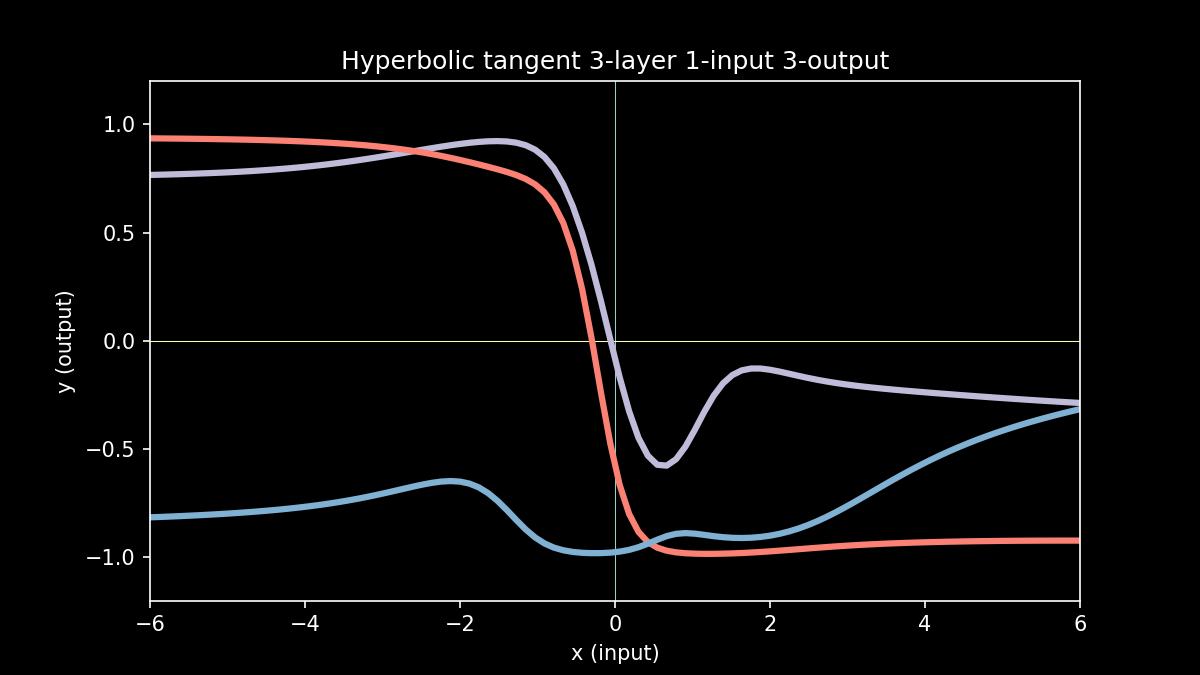 Hyperbolic tangent 3-layer 1-input 3-output
1.0
0.5
0.0
−0.5
−1.0
y (output)
−6 −4 −2 0 2 4 6
x (input)